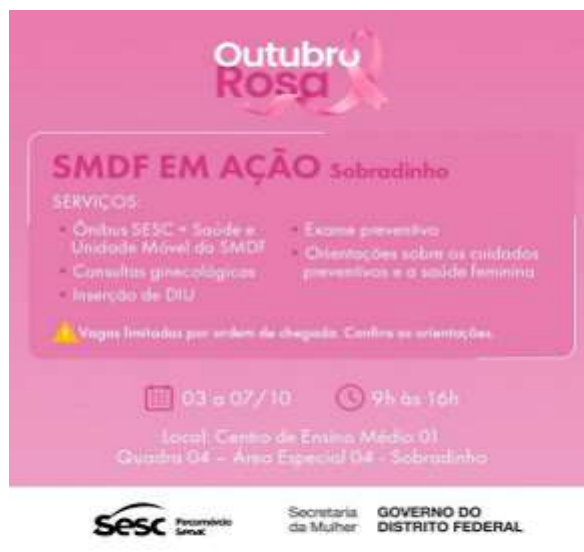 Outubro
Rosa
SMDF EM AÇÃO Sobradinho
SERVIÇOS:
• Ônibus SESC + Saúde e
Unidade Móvel da SMDF
• Consultas ginecológicas
• Inserção de DIU
• Exame preventivo
• Orientações sobre os cuidados
preventivos e a saúde feminina
Vagas limitadas por ordem de chegada. Confira as orientações.
03 a 07/10
9h às 16h
Local: Centro de Ensino Médio 01
Quadra 04 – Área Especial 04 - Sobradinho
Sesc Fecomércio
Senac
Secretaria
da Mulher
GOVERNO DO
DISTRITO FEDERAL